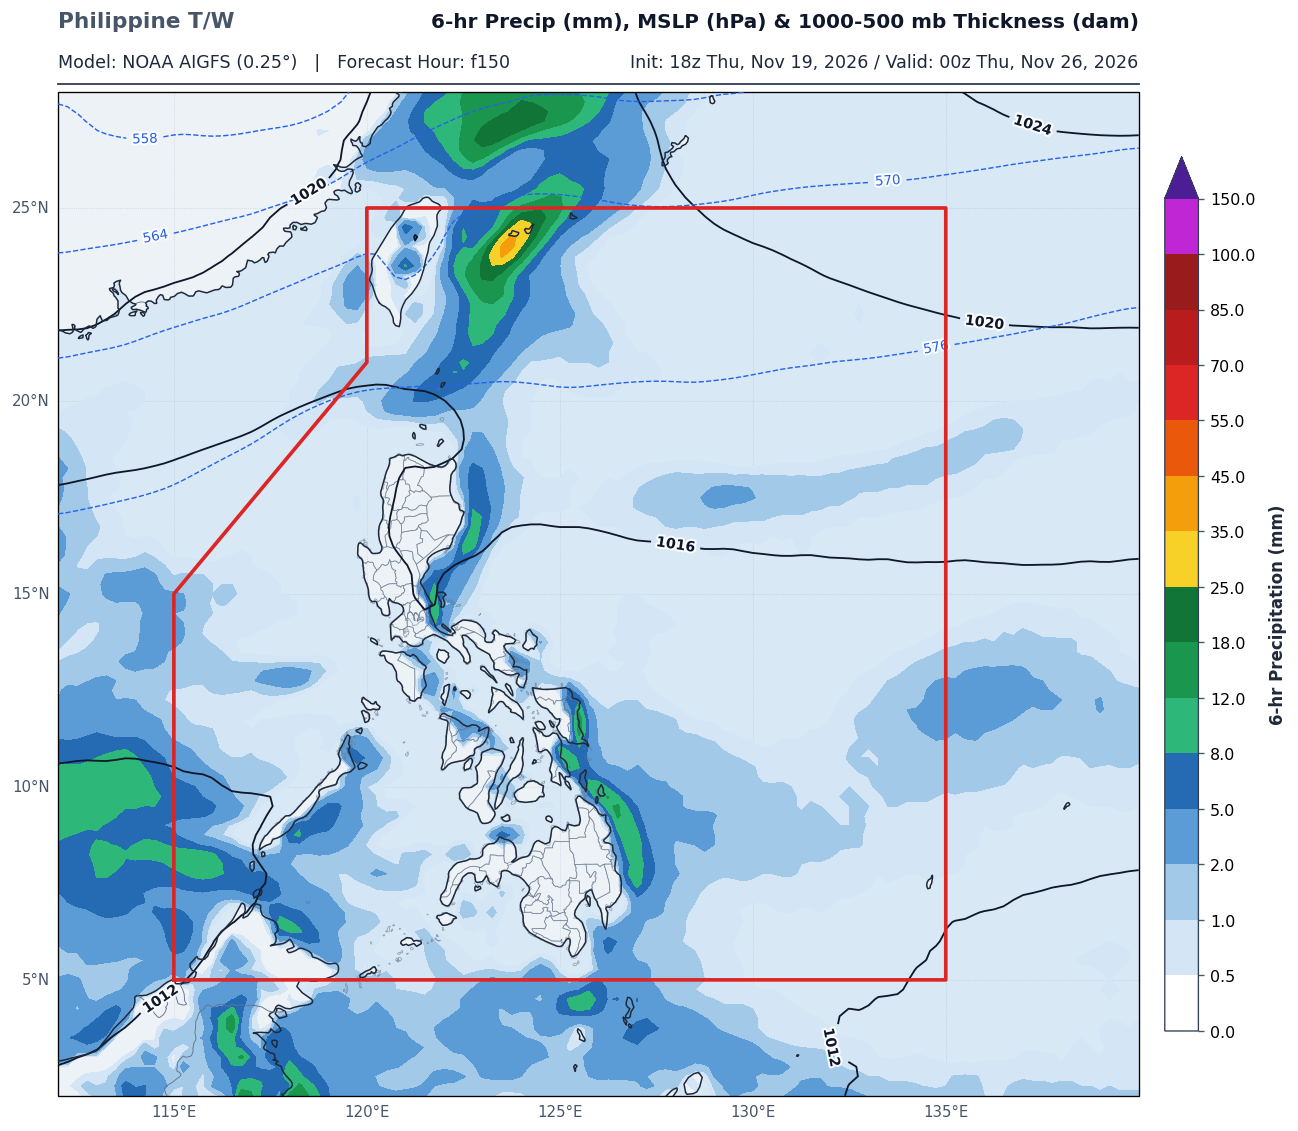 Philippine T/W
6-hr Precip (mm), MSLP (hPa) & 1000-500 mb Thickness (dam)
Model: NOAA AIGFS (0.25°) | Forecast Hour: f150
Init: 18z Thu, Nov 19, 2026 / Valid: 00z Thu, Nov 26, 2026
1024
558
570
1020
25°N
564
1020
576
20°N
1016
15°N
10°N
5°N
1012
1012
115°E
120°E
125°E
130°E
135°E
150.0
100.0
85.0
70.0
55.0
45.0
35.0
25.0
18.0
12.0
8.0
5.0
2.0
1.0
0.5
0.0
6-hr Precipitation (mm)